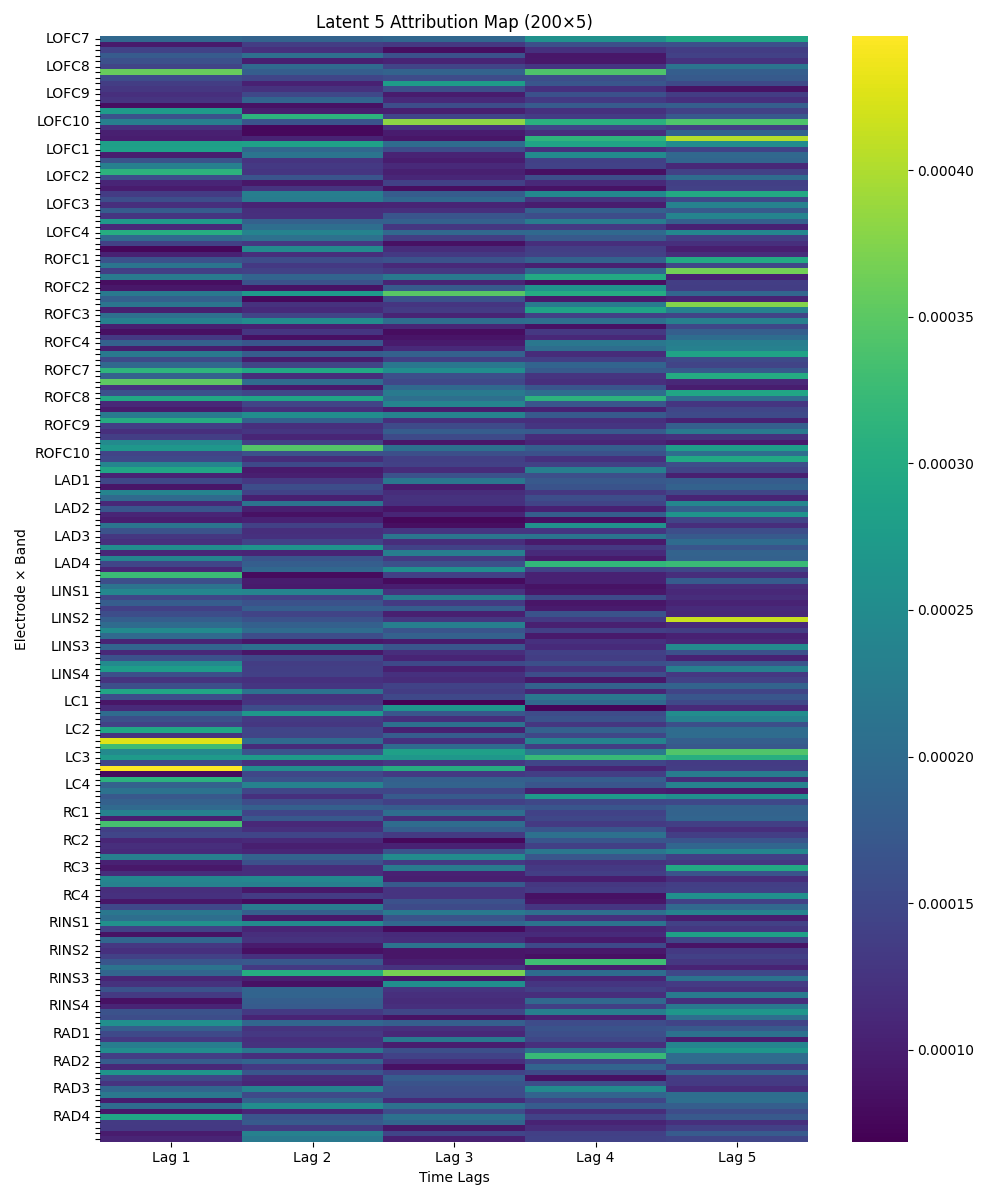 Latent 5 Attribution Map (200×5)
LOFC7
LOFC8
LOFC9
LOFC10
LOFC1
LOFC2
LOFC3
LOFC4
ROFC1
ROFC2
ROFC3
ROFC4
ROFC7
ROFC8
ROFC9
ROFC10
LAD1
LAD2
LAD3
LAD4
LINS1
LINS2
LINS3
LINS4
LC1
LC2
LC3
LC4
RC1
RC2
RC3
RC4
RINS1
RINS2
RINS3
RINS4
RAD1
RAD2
RAD3
RAD4
Electrode × Band
Lag 1 Lag 2 Lag 3 Lag 4 Lag 5
Time Lags
0.00040
0.00035
0.00030
0.00025
0.00020
0.00015
0.00010